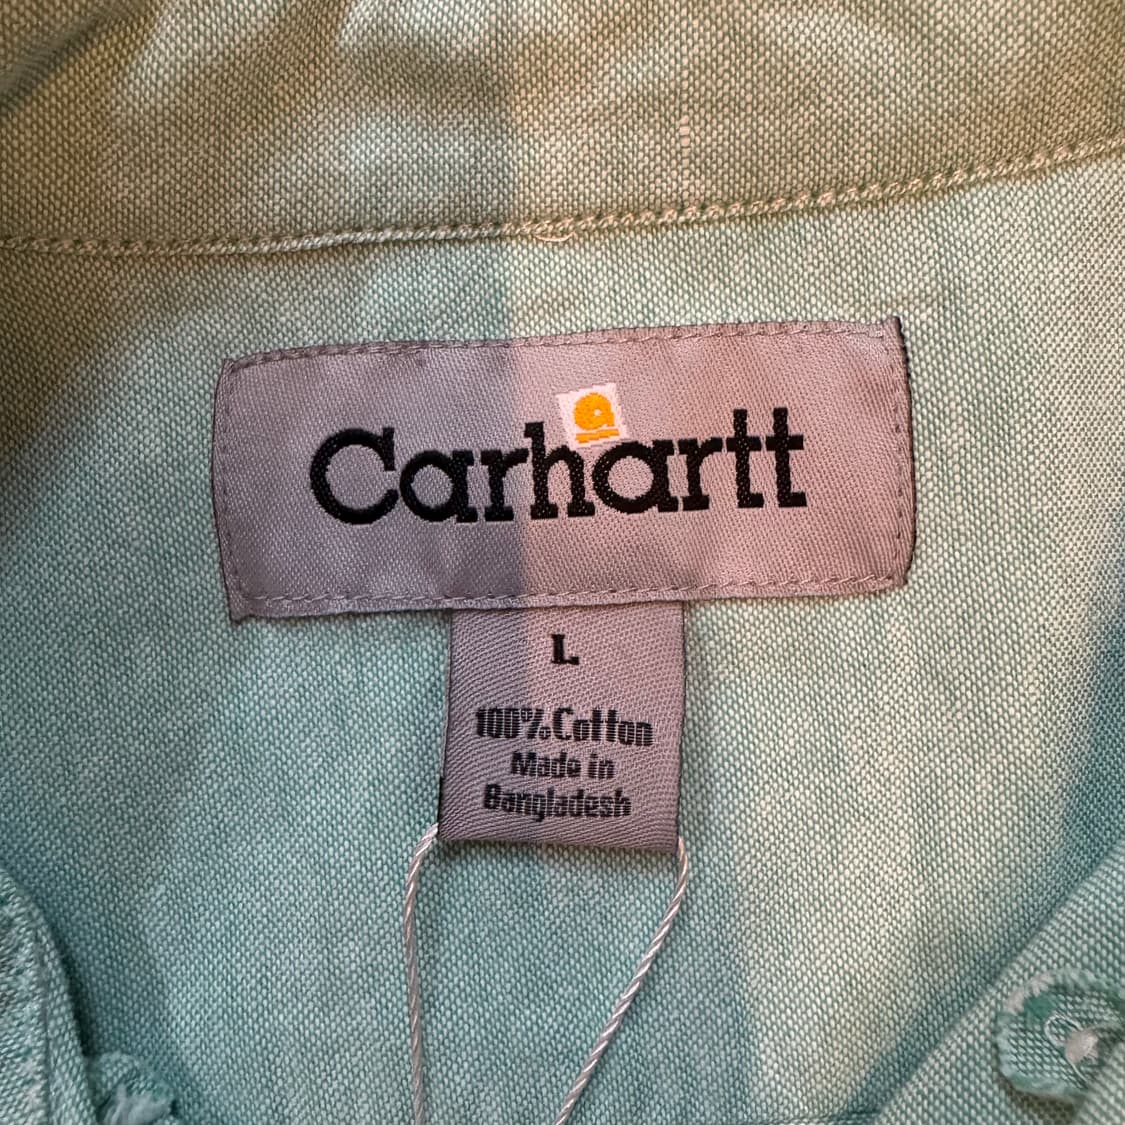 Carhartt
L
100% Cotton
Made in
Bangladesh